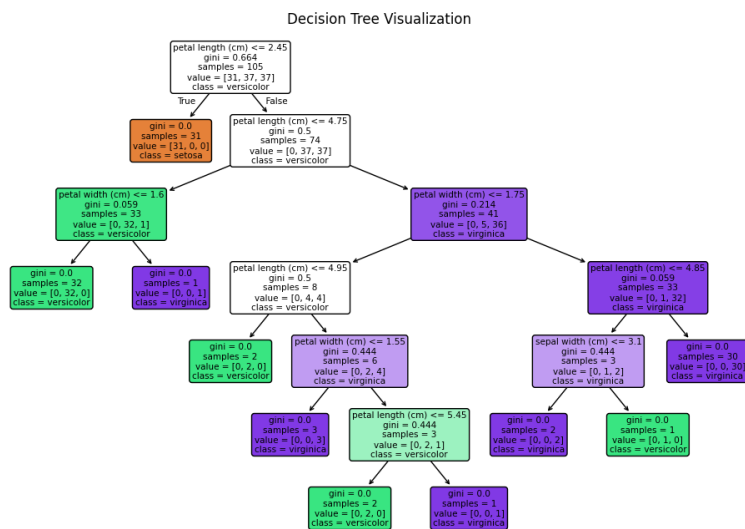 Decision Tree Visualization
petal length (cm) <= 2.45
gini = 0.664
samples = 105
value = [31, 37, 37]
class = versicolor
True
False
gini = 0.0
samples = 31
value = [31, 0, 0]
class = setosa
petal length (cm) <= 4.75
gini = 0.5
samples = 74
value = [0, 37, 37]
class = versicolor
petal width (cm) <= 1.6
gini = 0.059
samples = 33
value = [0, 32, 1]
class = versicolor
petal width (cm) <= 1.75
gini = 0.214
samples = 41
value = [0, 5, 36]
class = virginica
gini = 0.0
samples = 32
value = [0, 32, 0]
class = versicolor
gini = 0.0
samples = 1
value = [0, 0, 1]
class = virginica
petal length (cm) <= 4.95
gini = 0.5
samples = 8
value = [0, 4, 4]
class = versicolor
petal length (cm) <= 4.85
gini = 0.059
samples = 33
value = [0, 1, 32]
class = virginica
gini = 0.0
samples = 2
value = [0, 2, 0]
class = versicolor
petal width (cm) <= 1.55
gini = 0.444
samples = 6
value = [0, 2, 4]
class = virginica
sepal width (cm) <= 3.1
gini = 0.444
samples = 3
value = [0, 1, 2]
class = virginica
gini = 0.0
samples = 30
value = [0, 0, 30]
class = virginica
gini = 0.0
samples = 3
value = [0, 0, 3]
class = virginica
petal length (cm) <= 5.45
gini = 0.444
samples = 3
value = [0, 2, 1]
class = versicolor
gini = 0.0
samples = 2
value = [0, 0, 2]
class = virginica
gini = 0.0
samples = 1
value = [0, 1, 0]
class = versicolor
gini = 0.0
samples = 2
value = [0, 2, 0]
class = versicolor
gini = 0.0
samples = 1
value = [0, 0, 1]
class = virginica